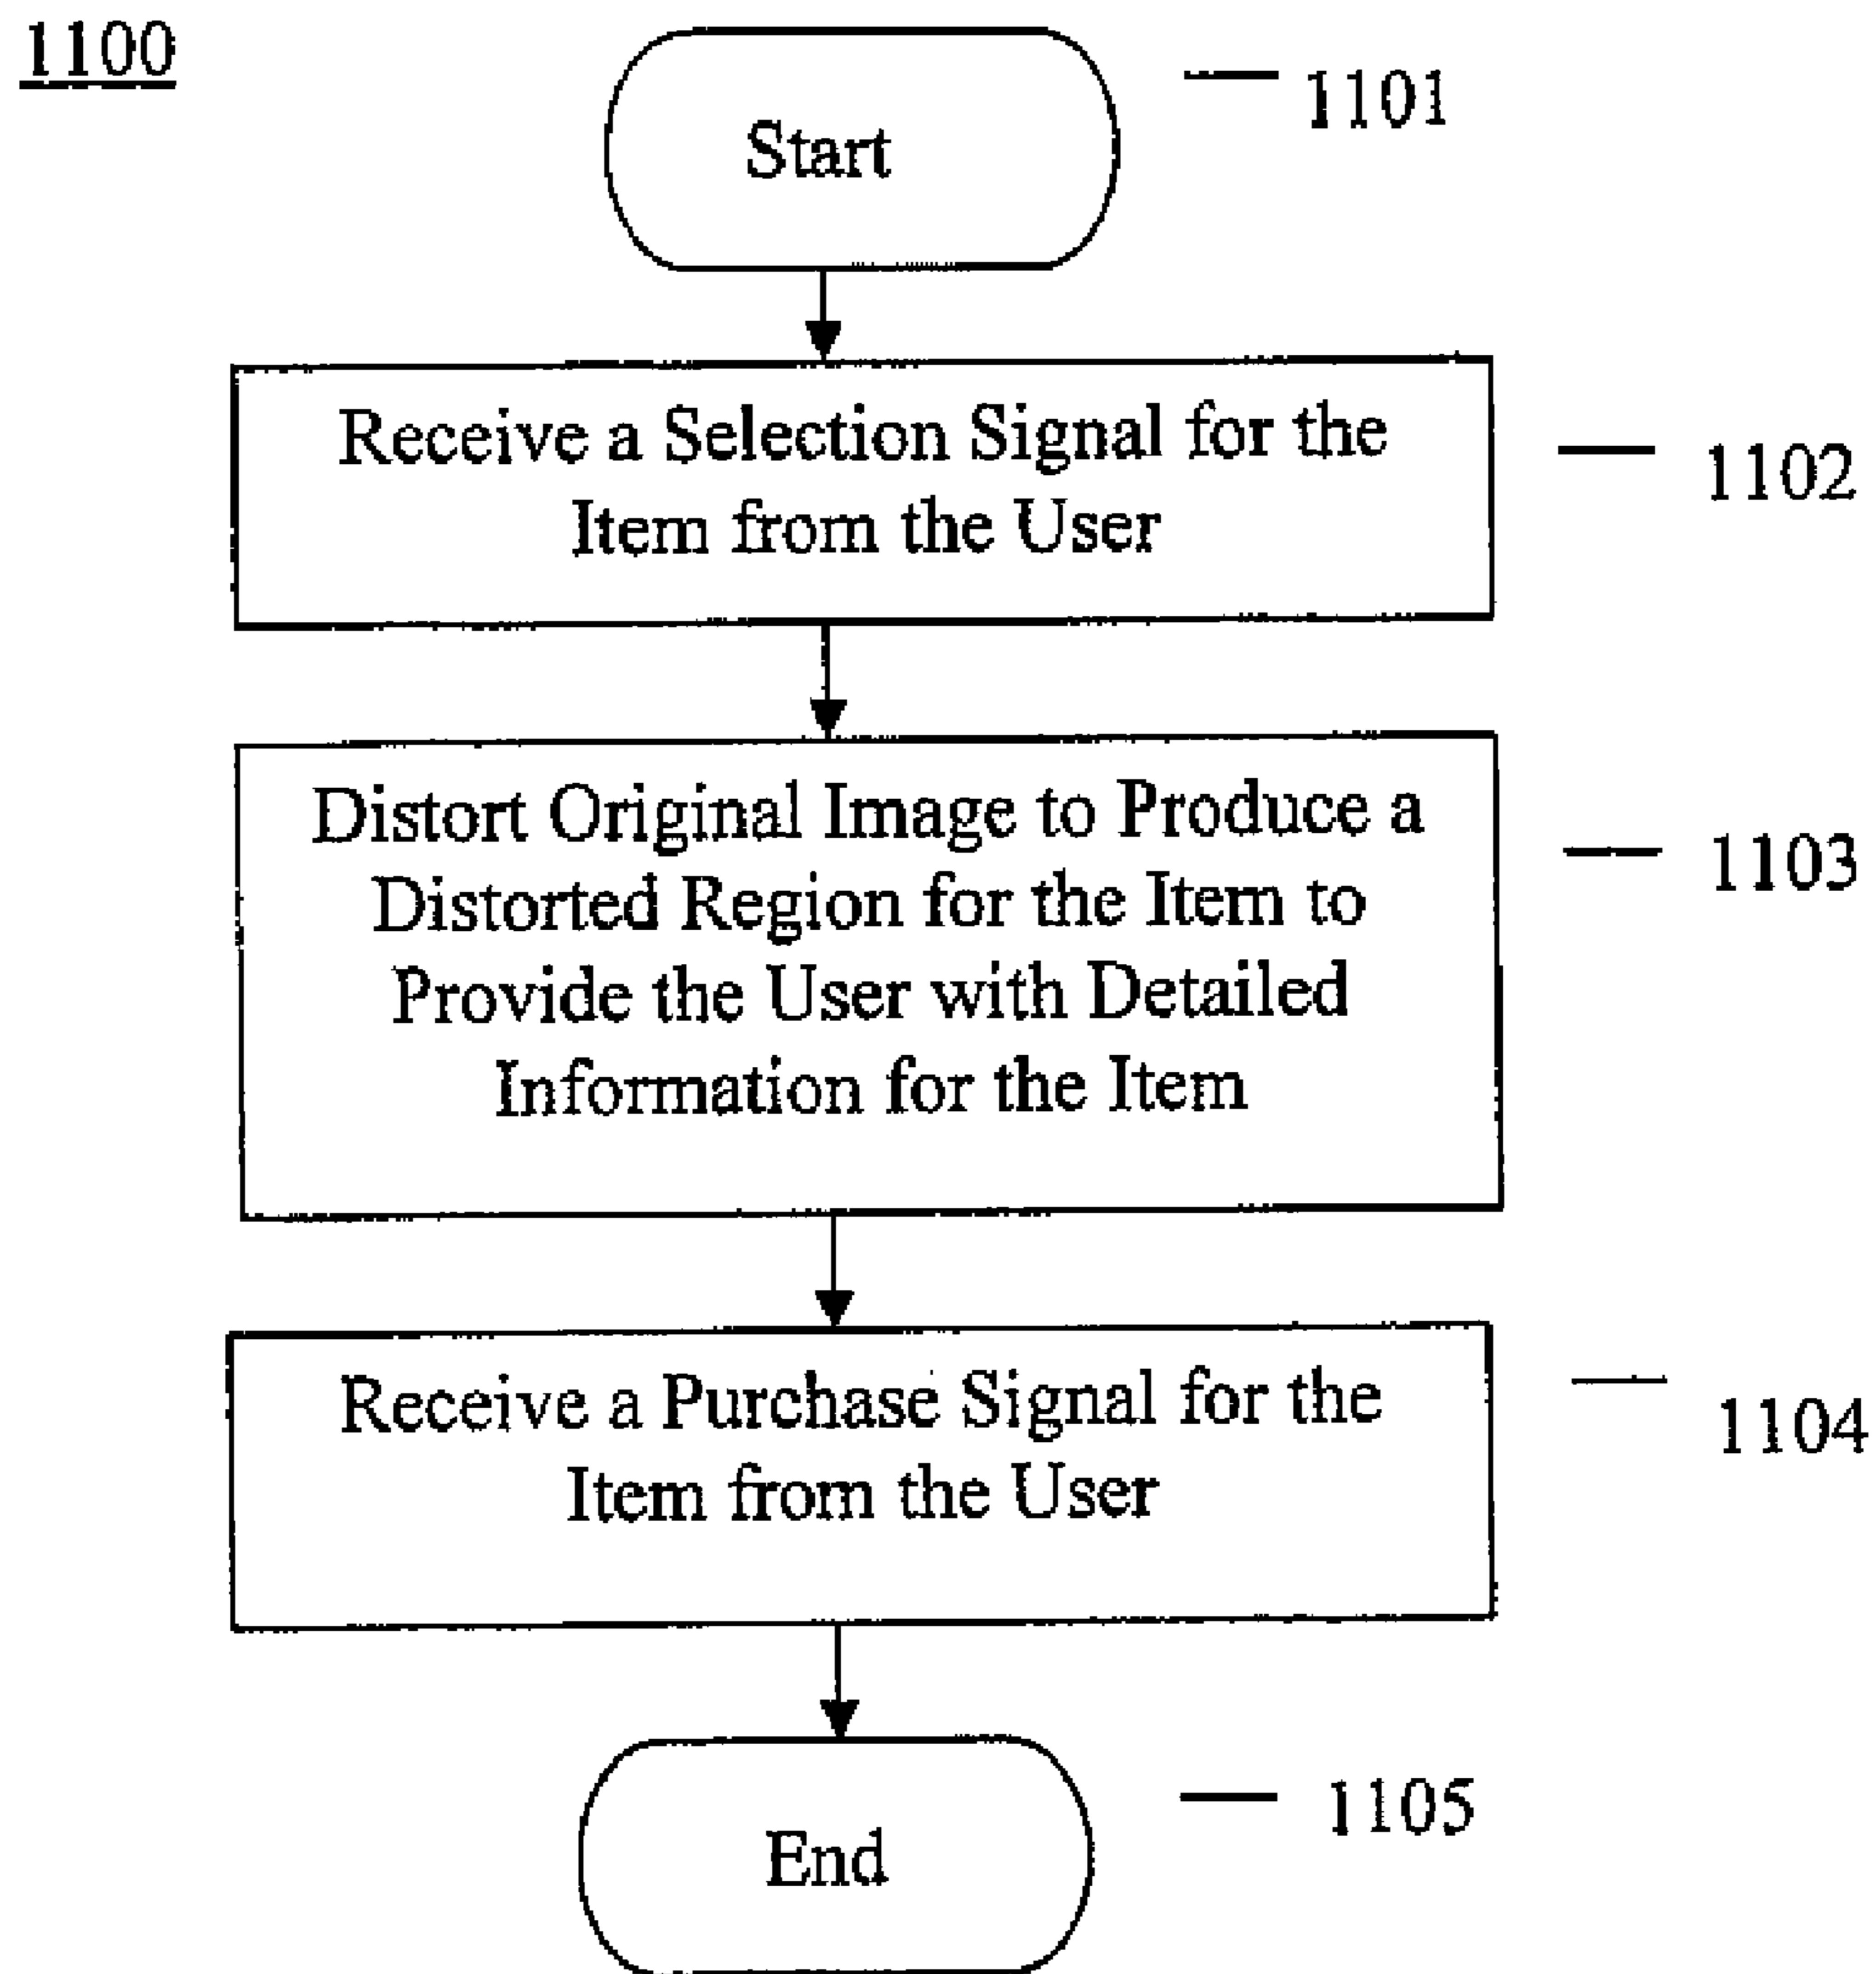 1100
Start
1101
Receive a Selection Signal for the
Item from the User
1102
Distort Original Image to Produce a
Distorted Region for the Item to
Provide the User with Detailed
Information for the Item
1103
Receive a Purchase Signal for the
Item from the User
1104
End
1105